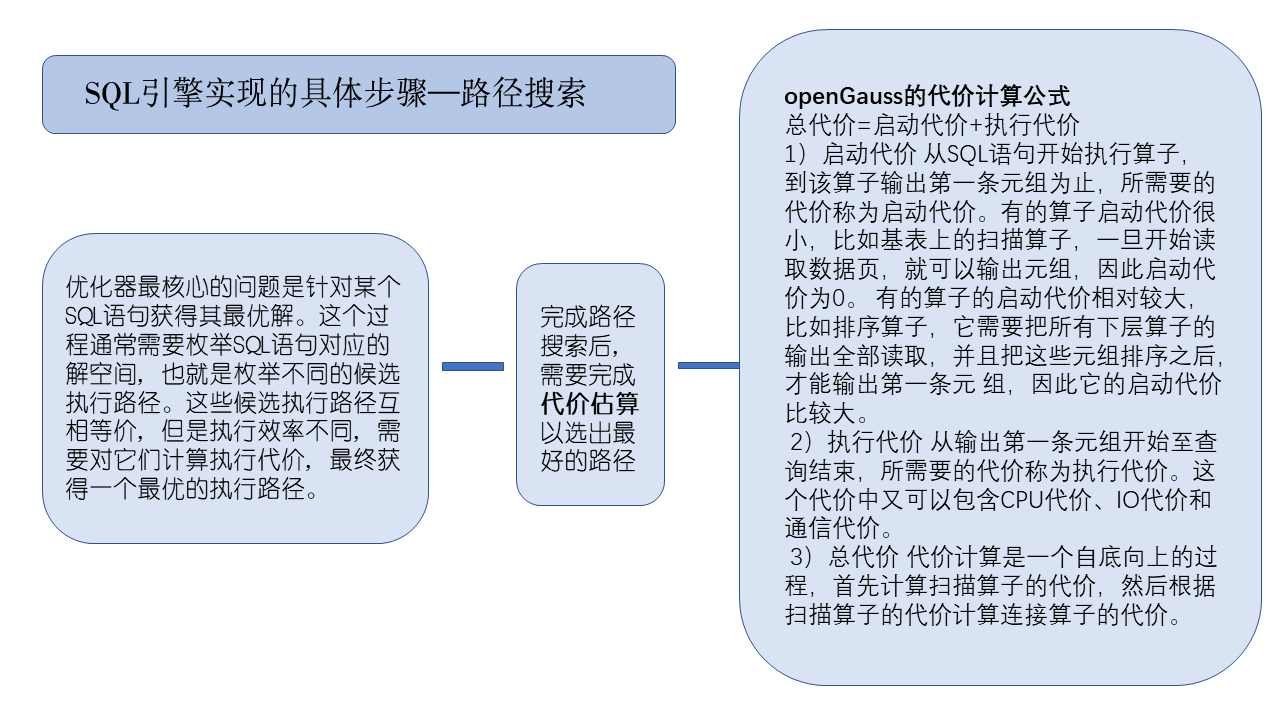 SQL引擎实现的具体步骤—路径搜索
优化器最核心的问题是针对某个
SQL语句获得其最优解。这个过
程通常需要枚举SQL语句对应的
解空间，也就是枚举不同的候选
执行路径。这些候选执行路径互
相等价，但是执行效率不同，需
要对它们计算执行代价，最终获
得一个最优的执行路径。
完成路径
搜索后，
需要完成
代价估算
以选出最
好的路径
openGauss的代价计算公式
总代价=启动代价+执行代价
1）启动代价 从SQL语句开始执行算子，
到该算子输出第一条元组为止，所需要的
代价称为启动代价。有的算子启动代价很
小，比如基表上的扫描算子，一旦开始读
取数据页，就可以输出元组，因此启动代
价为0。 有的算子的启动代价相对较大，
比如排序算子，它需要把所有下层算子的
输出全部读取，并且把这些元组排序之后，
才能输出第一条元 组，因此它的启动代价
比较大。
2）执行代价 从输出第一条元组开始至查
询结束，所需要的代价称为执行代价。这
个代价中又可以包含CPU代价、IO代价和
通信代价。
3）总代价 代价计算是一个自底向上的过
程，首先计算扫描算子的代价，然后根据
扫描算子的代价计算连接算子的代价。